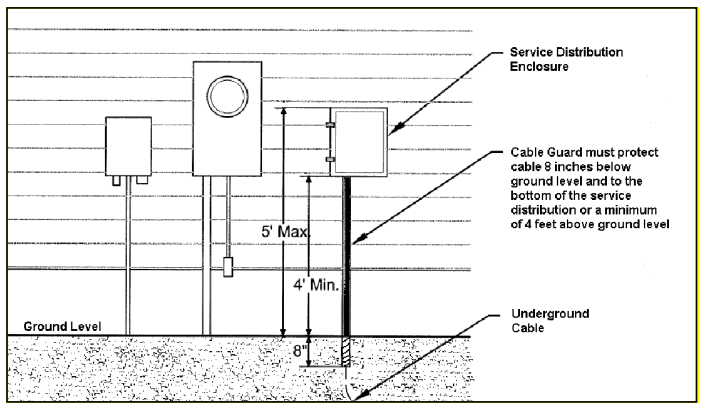 Service Distribution
Enclosure
Cable Guard must protect
cable 8 inches below
ground level and to the
bottom of the service
distribution or a minimum
of 4 feet above ground level
5' Max.
4' Min.
Ground Level
8"
Underground
Cable